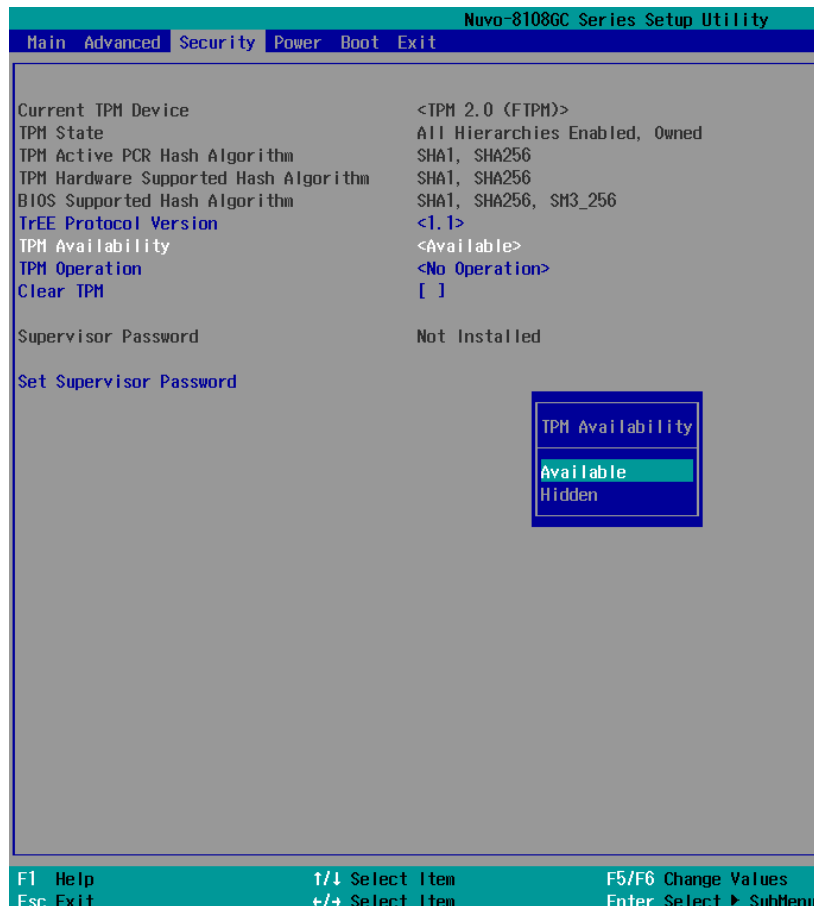 Nuvo-8108GC Series Setup Utility
Main Advanced Security Power Boot Exit
Current TPM Device <TPM 2.0 (FTPM)>
TPM State All Hierarchies Enabled, Owned
TPM Active PCR Hash Algorithm SHA1, SHA256
TPM Hardware Supported Hash Algorithm SHA1, SHA256
BIOS Supported Hash Algorithm SHA1, SHA256, SM3_256
TrEE Protocol Version <1.1>
TPM Availability <Available>
TPM Operation <No Operation>
Clear TPM [ ]
Supervisor Password Not Installed
Set Supervisor Password
TPM Availability
Available
Hidden
F1 Help ↑/↓ Select Item F5/F6 Change Values
Esc Exit ←/→ Select Item Enter Select ▶ SubMenu